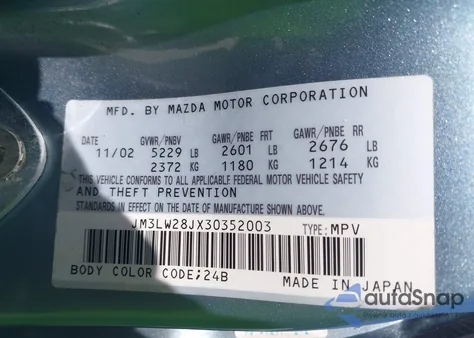 MFD. BY MAZDA MOTOR CORPORATION
DATE GVWR/PNBV GAWR/PNBE FRT GAWR/PNBE RR
11/02 5229 LB 2601 LB 2676 LB
2372 KG 1180 KG 1214 KG
THIS VEHICLE CONFORMS TO ALL APPLICABLE FEDERAL MOTOR VEHICLE SAFETY
AND THEFT PREVENTION
STANDARDS IN EFFECT ON THE DATE OF MANUFACTURE SHOWN ABOVE.
JM3LW28JX30352003 TYPE: MPV
BODY COLOR CODE;24B MADE IN JAPAN
autoSnap